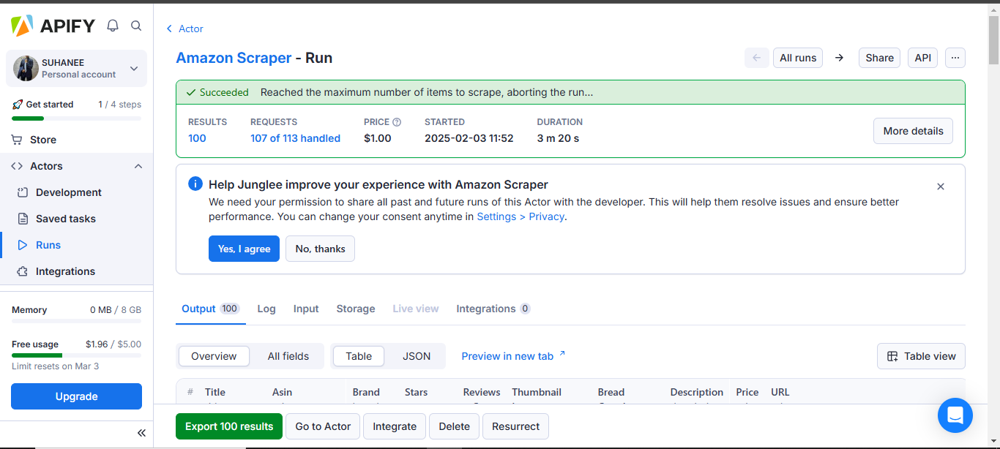 APIFY
SUHANEE
Personal account
Get started 1 / 4 steps
Store
Actors
Development
Saved tasks
Runs
Integrations
Memory 0 MB / 8 GB
Free usage $1.96 / $5.00
Limit resets on Mar 3
Upgrade
Actor
Amazon Scraper - Run
All runs
Share
API
Succeeded Reached the maximum number of items to scrape, aborting the run...
RESULTS REQUESTS PRICE STARTED DURATION
100 107 of 113 handled $1.00 2025-02-03 11:52 3 m 20 s
More details
Help Junglee improve your experience with Amazon Scraper
We need your permission to share all past and future runs of this Actor with the developer. This will help them resolve issues and ensure better
performance. You can change your consent anytime in Settings > Privacy.
Yes, I agree No, thanks
Output 100 Log Input Storage Live view Integrations 0
Overview All fields Table JSON Preview in new tab Table view
# Title Asin Brand Stars Reviews Thumbnail Bread Description Price URL
Export 100 results Go to Actor Integrate Delete Resurrect